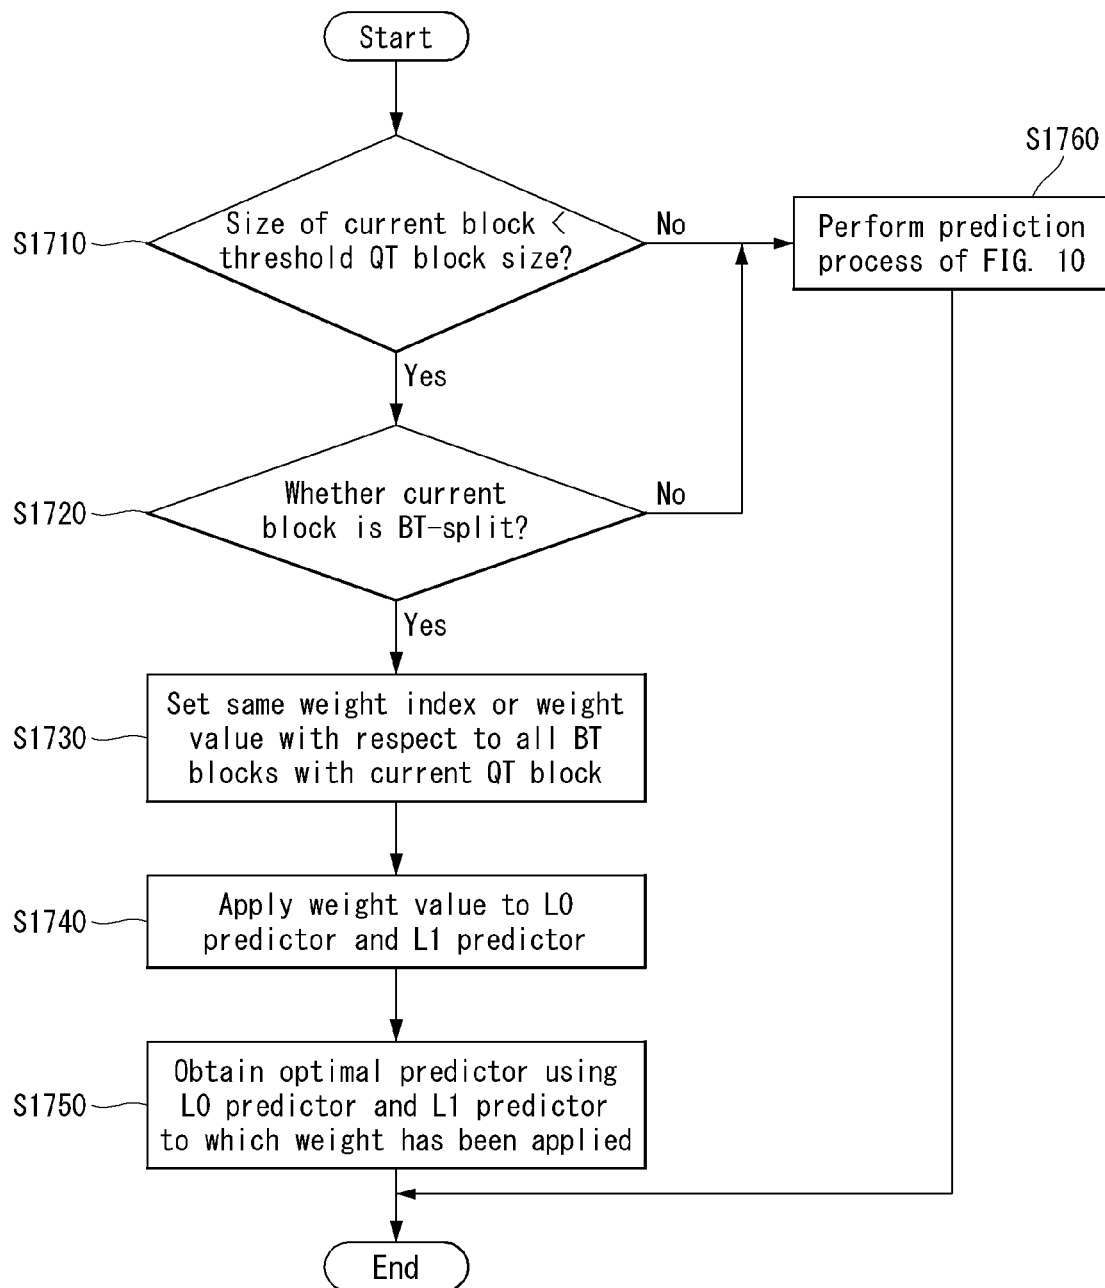 Start
S1760
S1710
Size of current block <
threshold QT block size?
No
Perform prediction
process of FIG. 10
Yes
S1720
Whether current
block is BT-split?
No
Yes
S1730
Set same weight index or weight
value with respect to all BT
blocks with current QT block
S1740
Apply weight value to L0
predictor and L1 predictor
S1750
Obtain optimal predictor using
L0 predictor and L1 predictor
to which weight has been applied
End